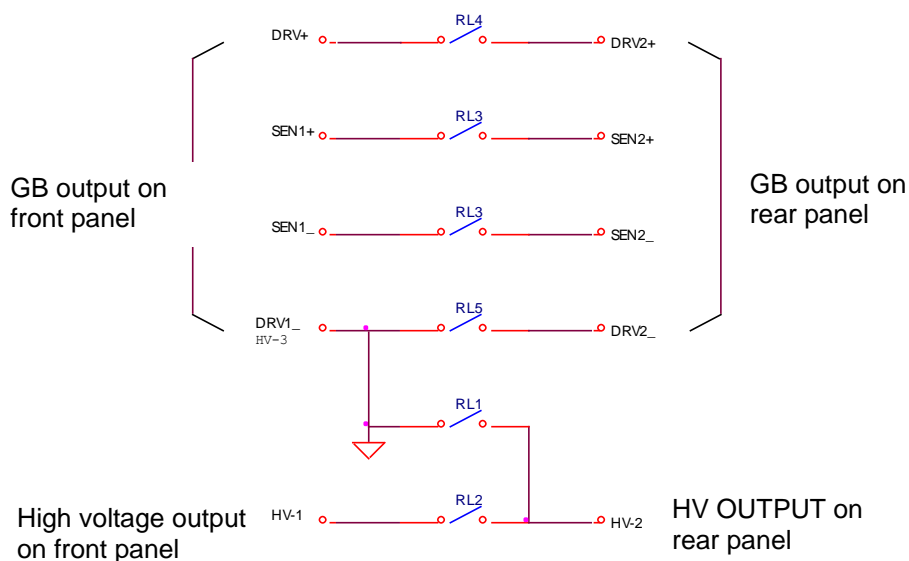 RL4
DRV+
DRV2+
RL3
SEN1+
SEN2+
GB output on
front panel
GB output on
rear panel
RL3
SEN1_
SEN2_
RL5
DRV1_
HV-3
DRV2_
RL1
RL2
High voltage output
on front panel
HV-1
HV-2
HV OUTPUT on
rear panel